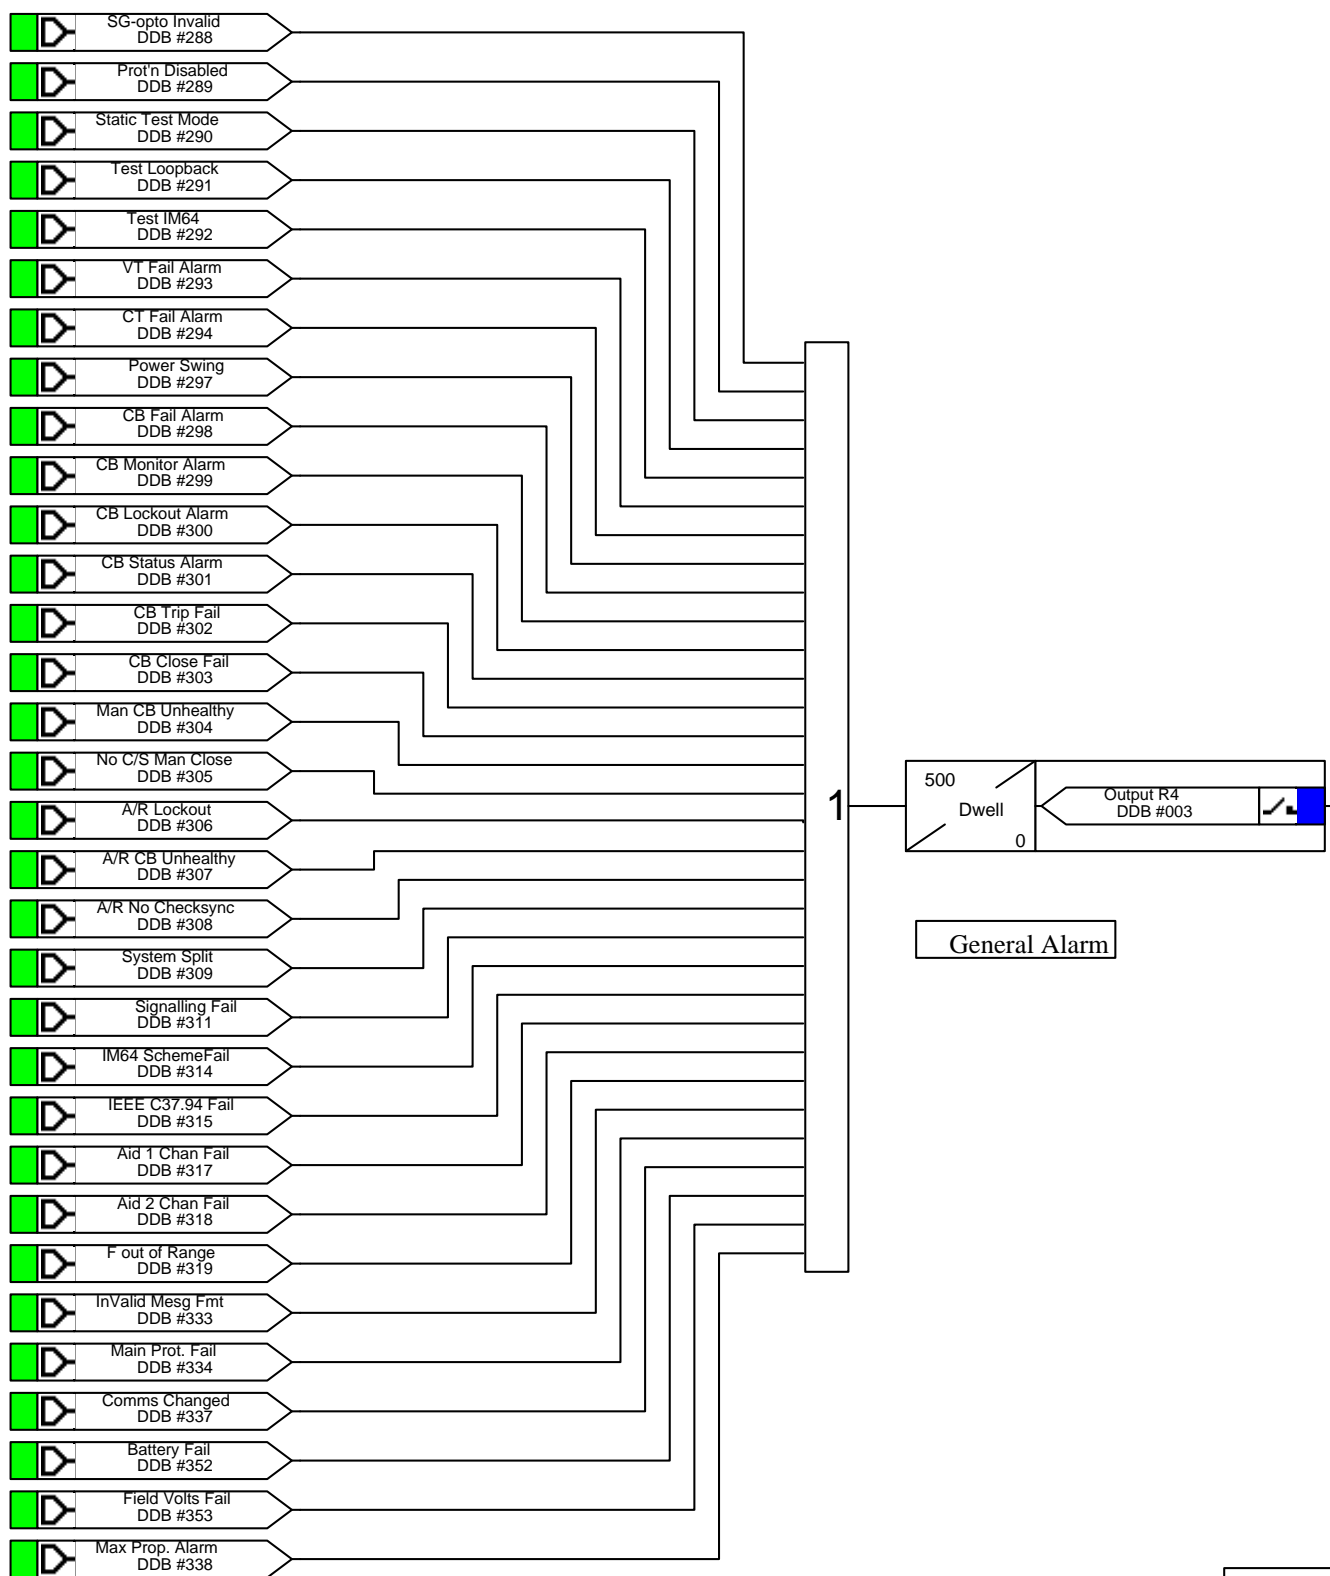 SG-opto Invalid
DDB #288
Prot'n Disabled
DDB #289
Static Test Mode
DDB #290
Test Loopback
DDB #291
Test IM64
DDB #292
VT Fail Alarm
DDB #293
CT Fail Alarm
DDB #294
Power Swing
DDB #297
CB Fail Alarm
DDB #298
CB Monitor Alarm
DDB #299
CB Lockout Alarm
DDB #300
CB Status Alarm
DDB #301
CB Trip Fail
DDB #302
CB Close Fail
DDB #303
Man CB Unhealthy
DDB #304
No C/S Man Close
DDB #305
A/R Lockout
DDB #306
A/R CB Unhealthy
DDB #307
A/R No Checksync
DDB #308
System Split
DDB #309
Signalling Fail
DDB #311
IM64 SchemeFail
DDB #314
IEEE C37.94 Fail
DDB #315
Aid 1 Chan Fail
DDB #317
Aid 2 Chan Fail
DDB #318
F out of Range
DDB #319
InValid Mesg Fmt
DDB #333
Main Prot. Fail
DDB #334
Comms Changed
DDB #337
Battery Fail
DDB #352
Field Volts Fail
DDB #353
Max Prop. Alarm
DDB #338
1
500
Dwell
0
Output R4
DDB #003
General Alarm